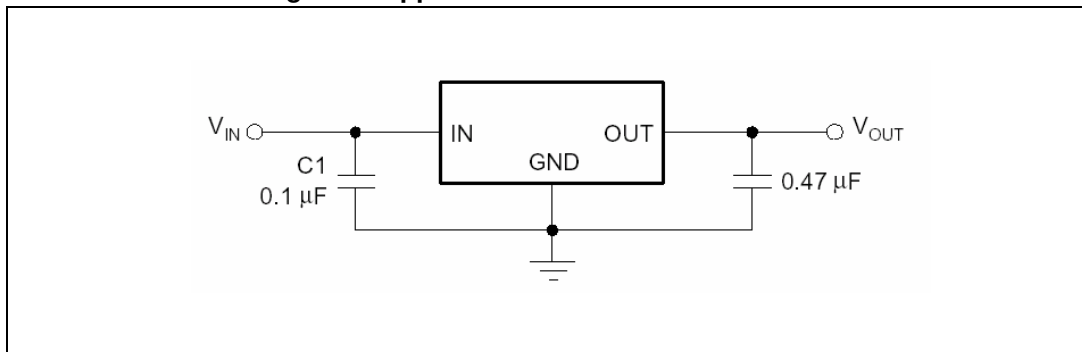 V_IN
IN
OUT
V_OUT
GND
C1
0.1 μF
0.47 μF